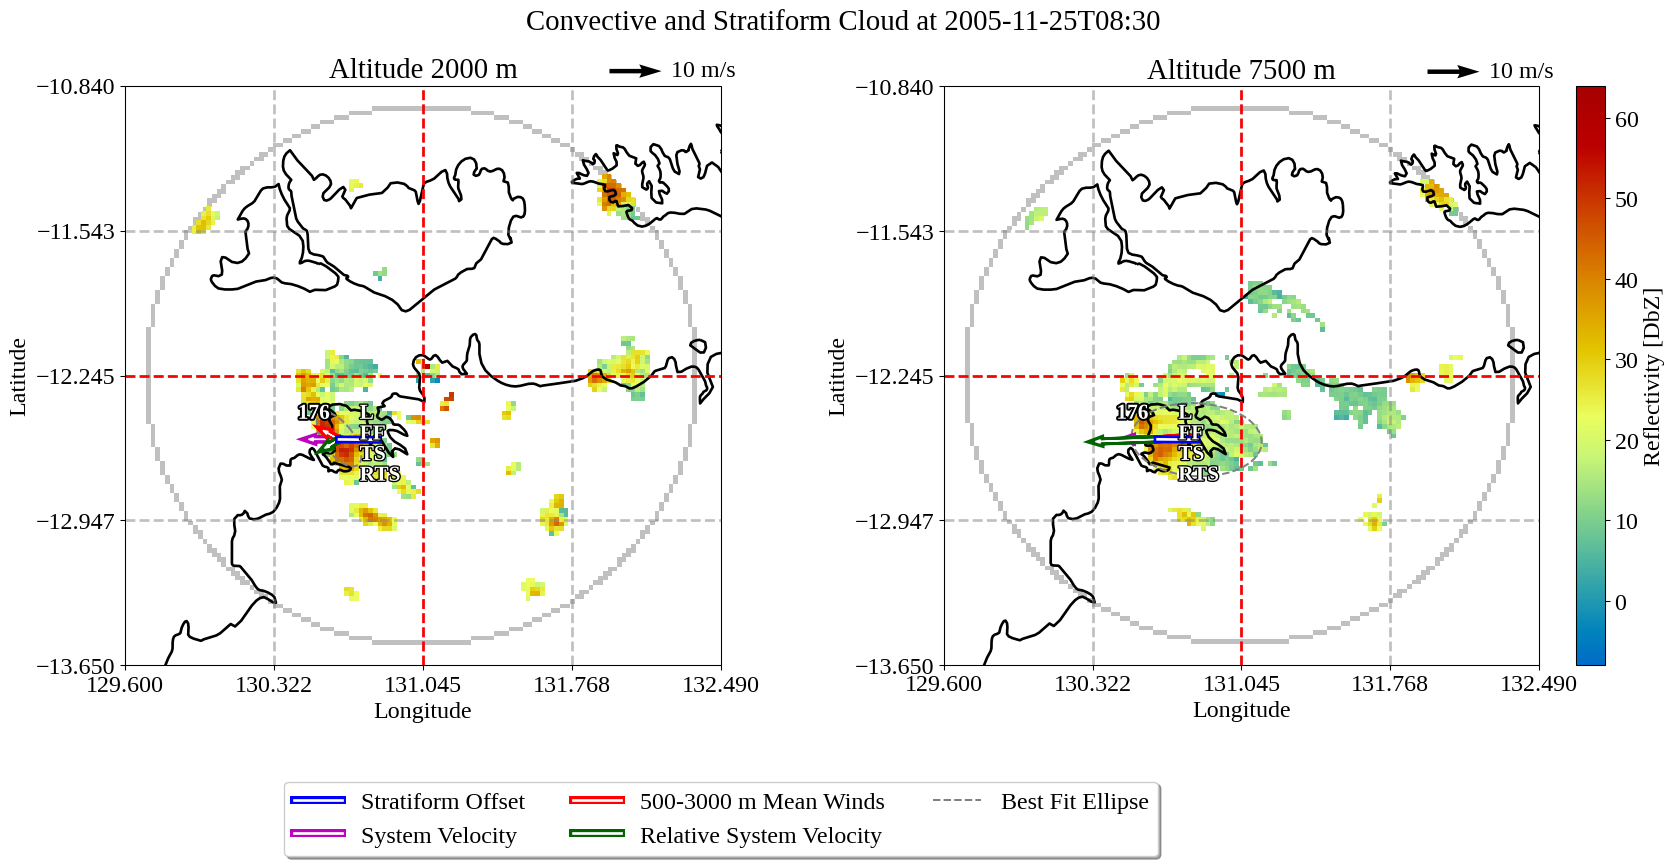 Convective and Stratiform Cloud at 2005-11-25T08:30
Altitude 2000 m
10 m/s
−10.840
−11.543
−12.245
−12.947
−13.650
Latitude
129.600
130.322
131.045
131.768
132.490
Longitude
176
L
FF
TS
RTS
Altitude 7500 m
10 m/s
−10.840
−11.543
−12.245
−12.947
−13.650
Latitude
129.600
130.322
131.045
131.768
132.490
Longitude
176
L
FF
TS
RTS
60
50
40
30
20
10
0
Reflectivity [DbZ]
Stratiform Offset
System Velocity
500-3000 m Mean Winds
Relative System Velocity
Best Fit Ellipse